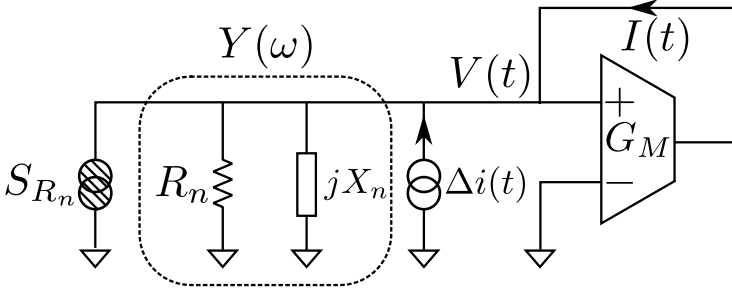 Y(ω)
I(t)
V(t)
+
G_M
S_{R_n}
R_n
jX_n
Δi(t)
−